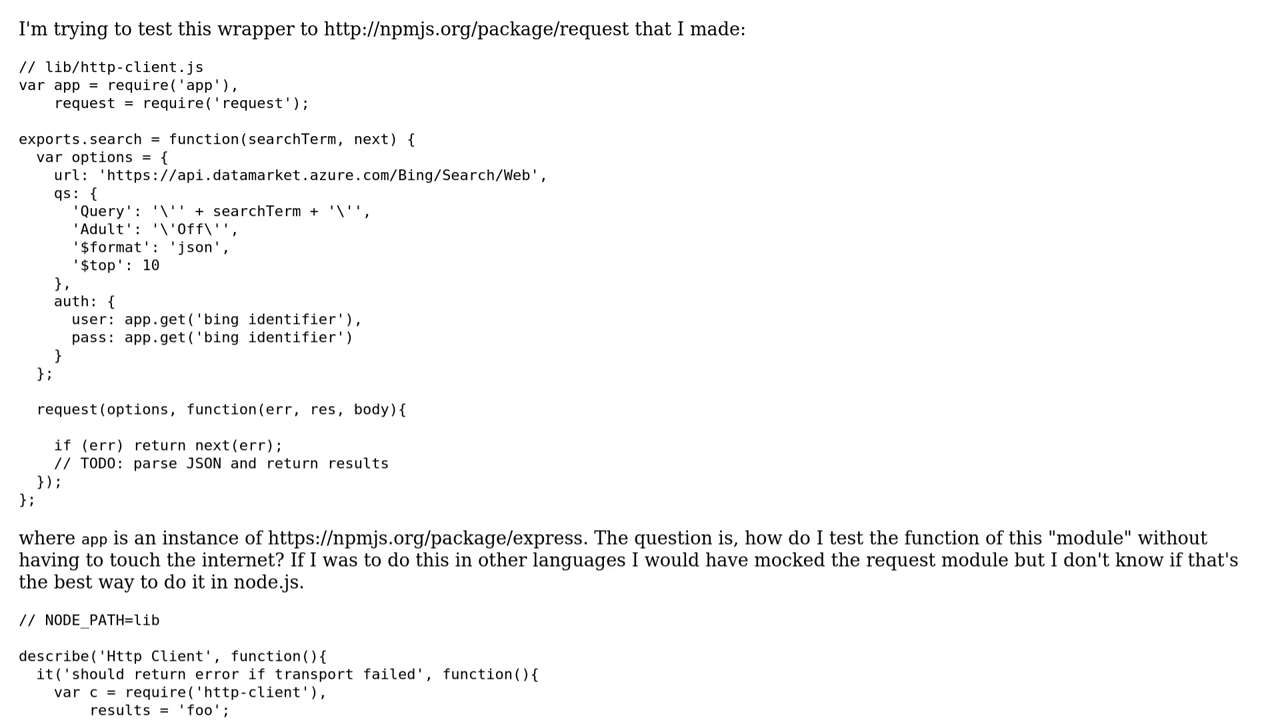 I'm trying to test this wrapper to http://npmjs.org/package/request that I made:
// lib/http-client.js
var app = require('app'),
    request = require('request');

exports.search = function(searchTerm, next) {
  var options = {
    url: 'https://api.datamarket.azure.com/Bing/Search/Web',
    qs: {
      'Query': '\'' + searchTerm + '\'',
      'Adult': '\'Off\'',
      '$format': 'json',
      '$top': 10
    },
    auth: {
      user: app.get('bing identifier'),
      pass: app.get('bing identifier')
    }
  };

  request(options, function(err, res, body){

    if (err) return next(err);
    // TODO: parse JSON and return results
  });
};
where app is an instance of https://npmjs.org/package/express. The question is, how do I test the function of this "module" without
having to touch the internet? If I was to do this in other languages I would have mocked the request module but I don't know if that's
the best way to do it in node.js.
// NODE_PATH=lib

describe('Http Client', function(){
  it('should return error if transport failed', function(){
    var c = require('http-client'),
        results = 'foo';